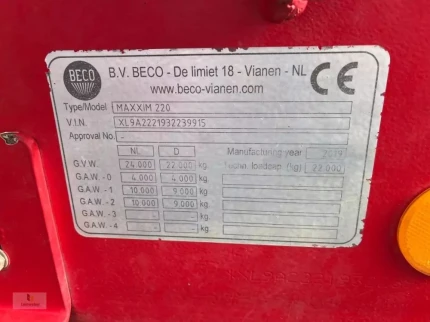 BECO
B.V. BECO - De limiet 18 - Vianen - NL
www.beco-vianen.com
CE
Type/Model MAXXIM 220
V.I.N. XL9A2221932239915
Approval No -
NL D
Manufacturing year 2019
G.V.W. 24.000 22.000 kg
22.000
G.A.W. - 0 4.000 4.000 kg
G.A.W. - 1 10.000 9.000 kg
G.A.W. - 2 10.000 9.000 kg
G.A.W. - 3 - - kg
G.A.W. - 4 - - kg